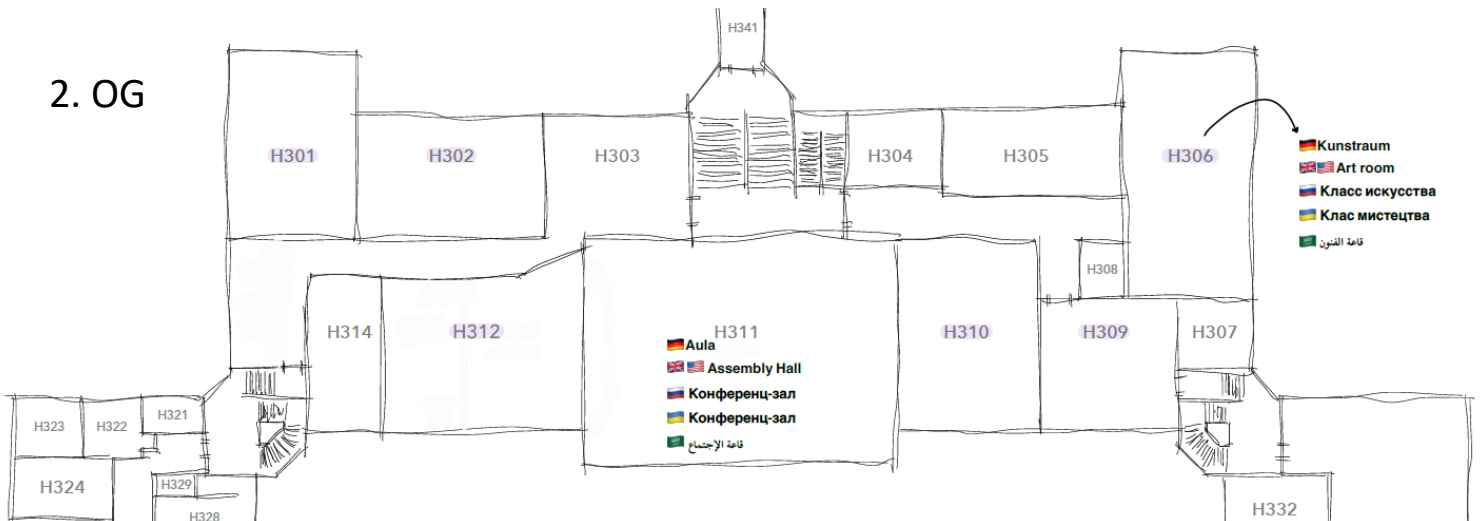 H341
2. OG
H301
H302
H303
H304
H305
H306
Kunstraum
Art room
Класс искусства
Клас мистецтва
قاعة الفنون
H308
H314
H312
H311
H310
H309
H307
Aula
Assembly Hall
Конференц-зал
Конференц-зал
قاعة الإجتماع
H323
H322
H321
H324
H329
H328
H332